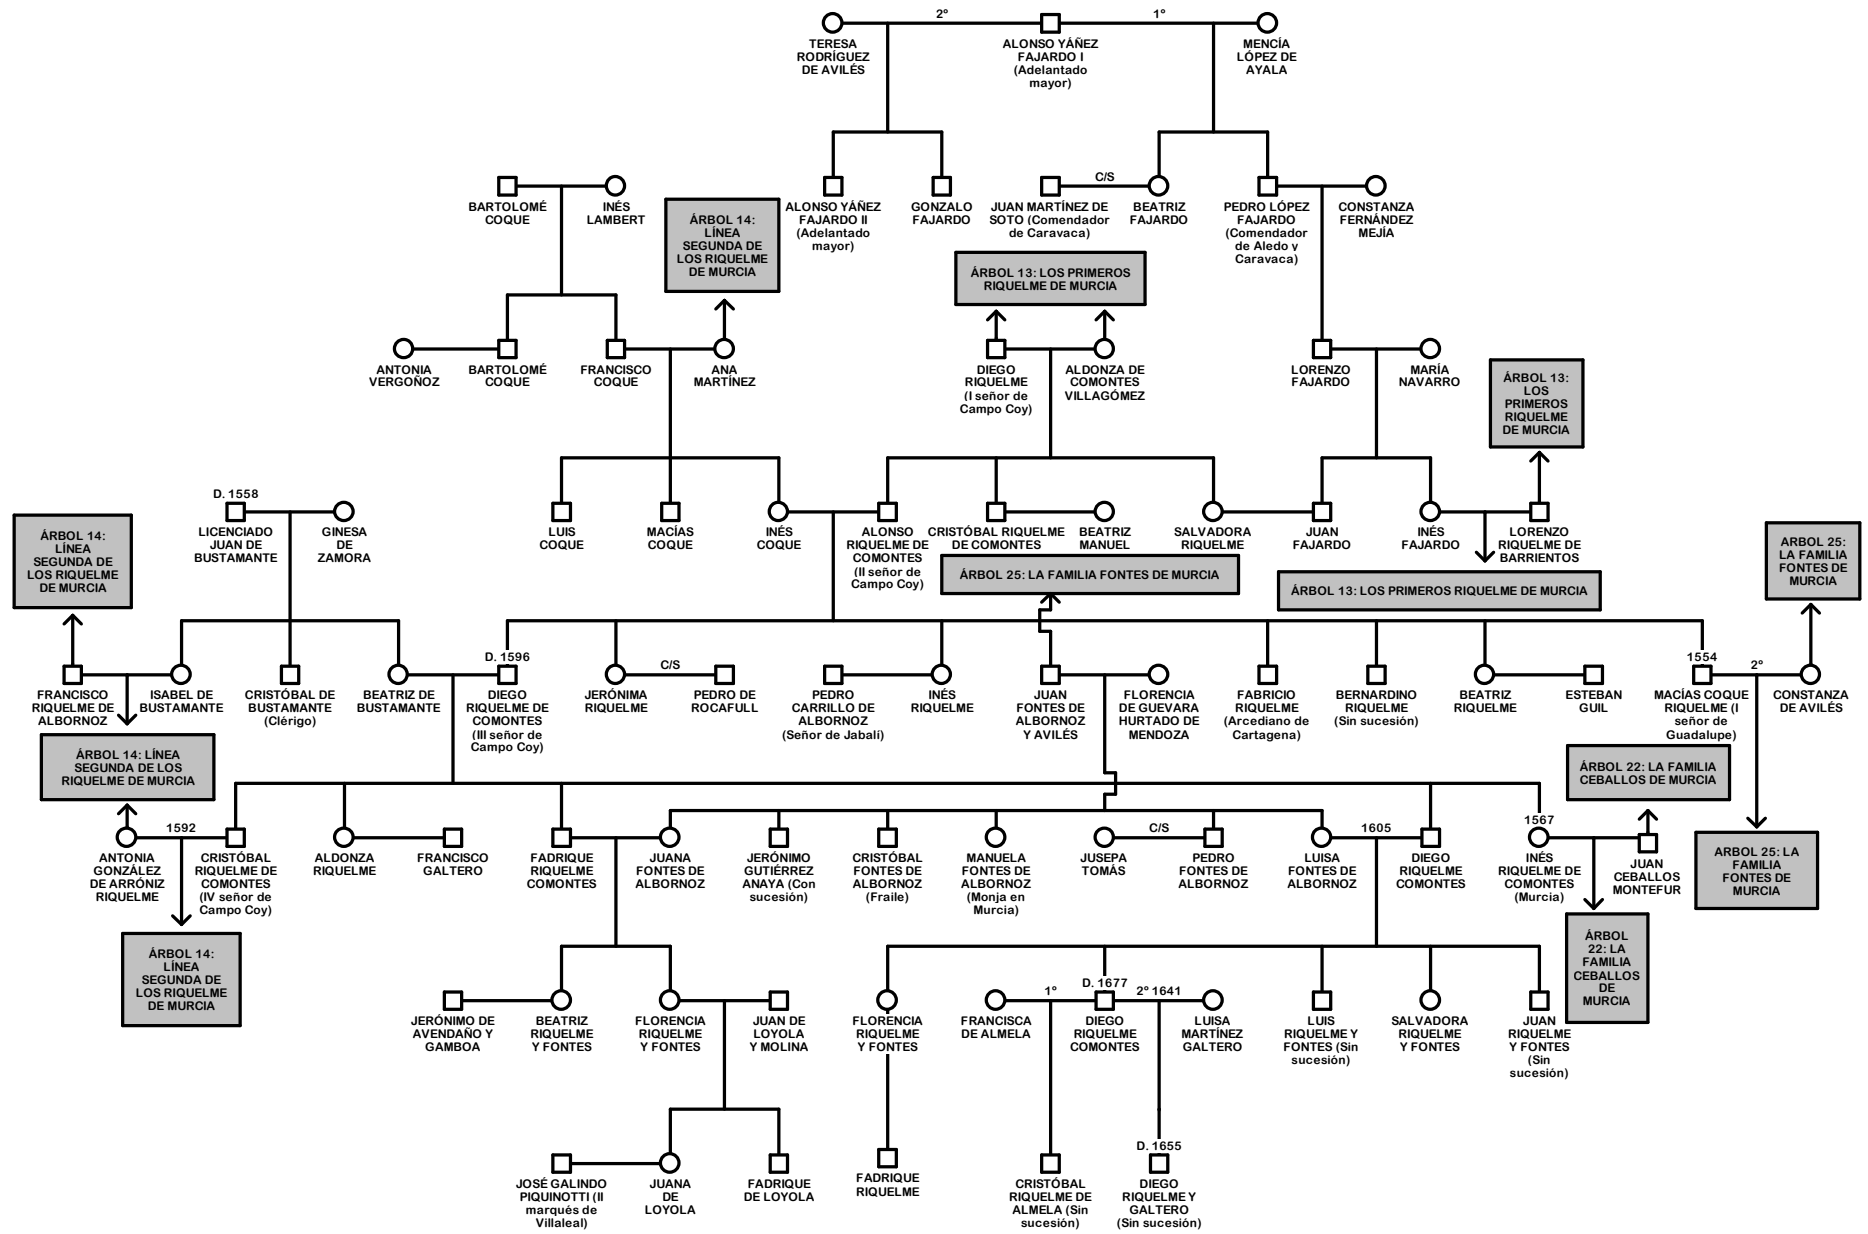 2º
1º
TERESA
RODRÍGUEZ
DE AVILÉS
ALONSO YÁÑEZ
FAJARDO I
(Adelantado
mayor)
MENCÍA
LÓPEZ DE
AYALA
BARTOLOMÉ
COQUE
INÉS
LAMBERT
ÁRBOL 14:
LÍNEA
SEGUNDA DE
LOS RIQUELME
DE MURCIA
ALONSO YÁÑEZ
FAJARDO II
(Adelantado
mayor)
GONZALO
FAJARDO
C/S
JUAN MARTÍNEZ DE
SOTO (Comendador
de Caravaca)
BEATRIZ
FAJARDO
PEDRO LÓPEZ
FAJARDO
(Comendador
de Aledo y
Caravaca)
CONSTANZA
FERNÁNDEZ
MEJÍA
ÁRBOL 13: LOS PRIMEROS
RIQUELME DE MURCIA
ANTONIA
VERGOÑOZ
BARTOLOMÉ
COQUE
FRANCISCO
COQUE
ANA
MARTÍNEZ
DIEGO
RIQUELME
(I señor de
Campo Coy)
ALDONZA DE
COMONTES
VILLAGÓMEZ
LORENZO
FAJARDO
MARÍA
NAVARRO
ÁRBOL 13:
LOS
PRIMEROS
RIQUELME
DE MURCIA
ÁRBOL 14:
LÍNEA
SEGUNDA DE
LOS RIQUELME
DE MURCIA
D. 1558
LICENCIADO
JUAN DE
BUSTAMANTE
GINESA
DE
ZAMORA
LUIS
COQUE
MACÍAS
COQUE
INÉS
COQUE
ALONSO
RIQUELME DE
COMONTES
(II señor de
Campo Coy)
CRISTÓBAL RIQUELME
DE COMONTES
BEATRIZ
MANUEL
SALVADORA
RIQUELME
JUAN
FAJARDO
INÉS
FAJARDO
LORENZO
RIQUELME DE
BARRIENTOS
ÁRBOL 25:
LA FAMILIA
FONTES DE
MURCIA
ÁRBOL 25: LA FAMILIA FONTES DE MURCIA
ÁRBOL 13: LOS PRIMEROS RIQUELME DE MURCIA
FRANCISCO
RIQUELME DE
ALBORNOZ
ISABEL DE
BUSTAMANTE
CRISTÓBAL DE
BUSTAMANTE
(Clérigo)
BEATRIZ DE
BUSTAMANTE
D. 1596
DIEGO
RIQUELME DE
COMONTES
(III señor de
Campo Coy)
JERÓNIMA
RIQUELME
C/S
PEDRO DE
ROCAFULL
PEDRO
CARRILLO DE
ALBORNOZ
(Señor de Jabalí)
INÉS
RIQUELME
JUAN
FONTES DE
ALBORNOZ
Y AVILÉS
FLORENCIA
DE GUEVARA
HURTADO DE
MENDOZA
FABRICIO
RIQUELME
(Arcediano de
Cartagena)
BERNARDINO
RIQUELME
(Sin sucesión)
BEATRIZ
RIQUELME
ESTEBAN
GUIL
1554
MACÍAS COQUE
RIQUELME (I
señor de
Guadalupe)
2º
CONSTANZA
DE AVILÉS
ÁRBOL 14: LÍNEA
SEGUNDA DE LOS
RIQUELME DE MURCIA
ÁRBOL 22: LA FAMILIA
CEBALLOS DE MURCIA
ANTONIA
GONZÁLEZ
DE ARRÓNIZ
RIQUELME
1592
CRISTÓBAL
RIQUELME DE
COMONTES
(IV señor de
Campo Coy)
ALDONZA
RIQUELME
FRANCISCO
GALTERO
FADRIQUE
RIQUELME
COMONTES
JUANA
FONTES DE
ALBORNOZ
JERÓNIMO
GUTIÉRREZ
ANAYA (Con
sucesión)
CRISTÓBAL
FONTES DE
ALBORNOZ
(Fraile)
MANUELA
FONTES DE
ALBORNOZ
(Monja en
Murcia)
JUSEPA
TOMÁS
C/S
PEDRO
FONTES DE
ALBORNOZ
LUISA
FONTES DE
ALBORNOZ
1605
DIEGO
RIQUELME
COMONTES
1567
INÉS
RIQUELME DE
COMONTES
(Murcia)
JUAN
CEBALLOS
MONTEFUR
ÁRBOL 25: LA
FAMILIA
FONTES DE
MURCIA
ÁRBOL 14:
LÍNEA
SEGUNDA DE
LOS RIQUELME
DE MURCIA
ÁRBOL
22: LA
FAMILIA
CEBALLOS
DE
MURCIA
JERÓNIMO DE
AVENDAÑO Y
GAMBOA
BEATRIZ
RIQUELME
Y FONTES
FLORENCIA
RIQUELME
Y FONTES
JUAN DE
LOYOLA
Y MOLINA
FLORENCIA
RIQUELME
Y FONTES
FRANCISCA
DE ALMELA
1º
D. 1677
DIEGO
RIQUELME
COMONTES
2º 1641
LUISA
MARTÍNEZ
GALTERO
LUIS
RIQUELME Y
FONTES (Sin
sucesión)
SALVADORA
RIQUELME
Y FONTES
JUAN
RIQUELME
Y FONTES
(Sin
sucesión)
JOSÉ GALINDO
PIQUINOTTI (II
marqués de
Villaleal)
JUANA
DE
LOYOLA
FADRIQUE
DE LOYOLA
FADRIQUE
RIQUELME
CRISTÓBAL
RIQUELME DE
ALMELA (Sin
sucesión)
D. 1655
DIEGO
RIQUELME Y
GALTERO
(Sin sucesión)